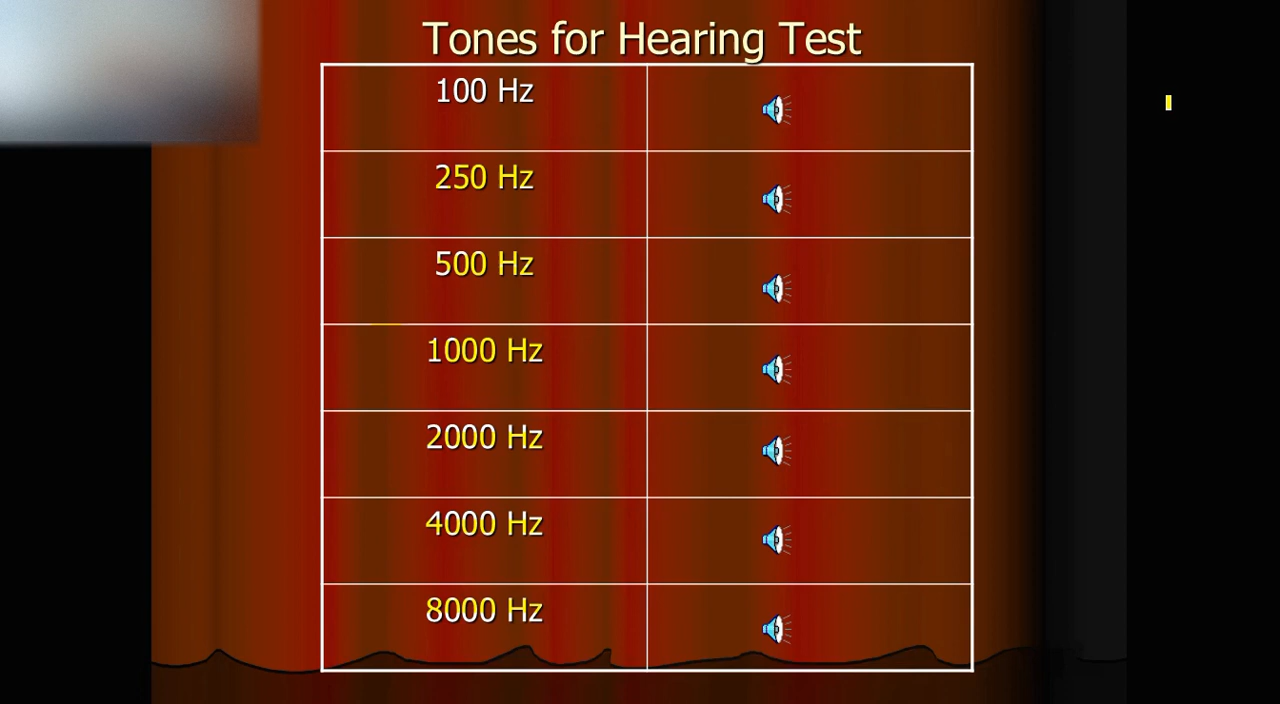 Tones for Hearing Test
100 Hz
250 Hz
500 Hz
1000 Hz
2000 Hz
4000 Hz
8000 Hz